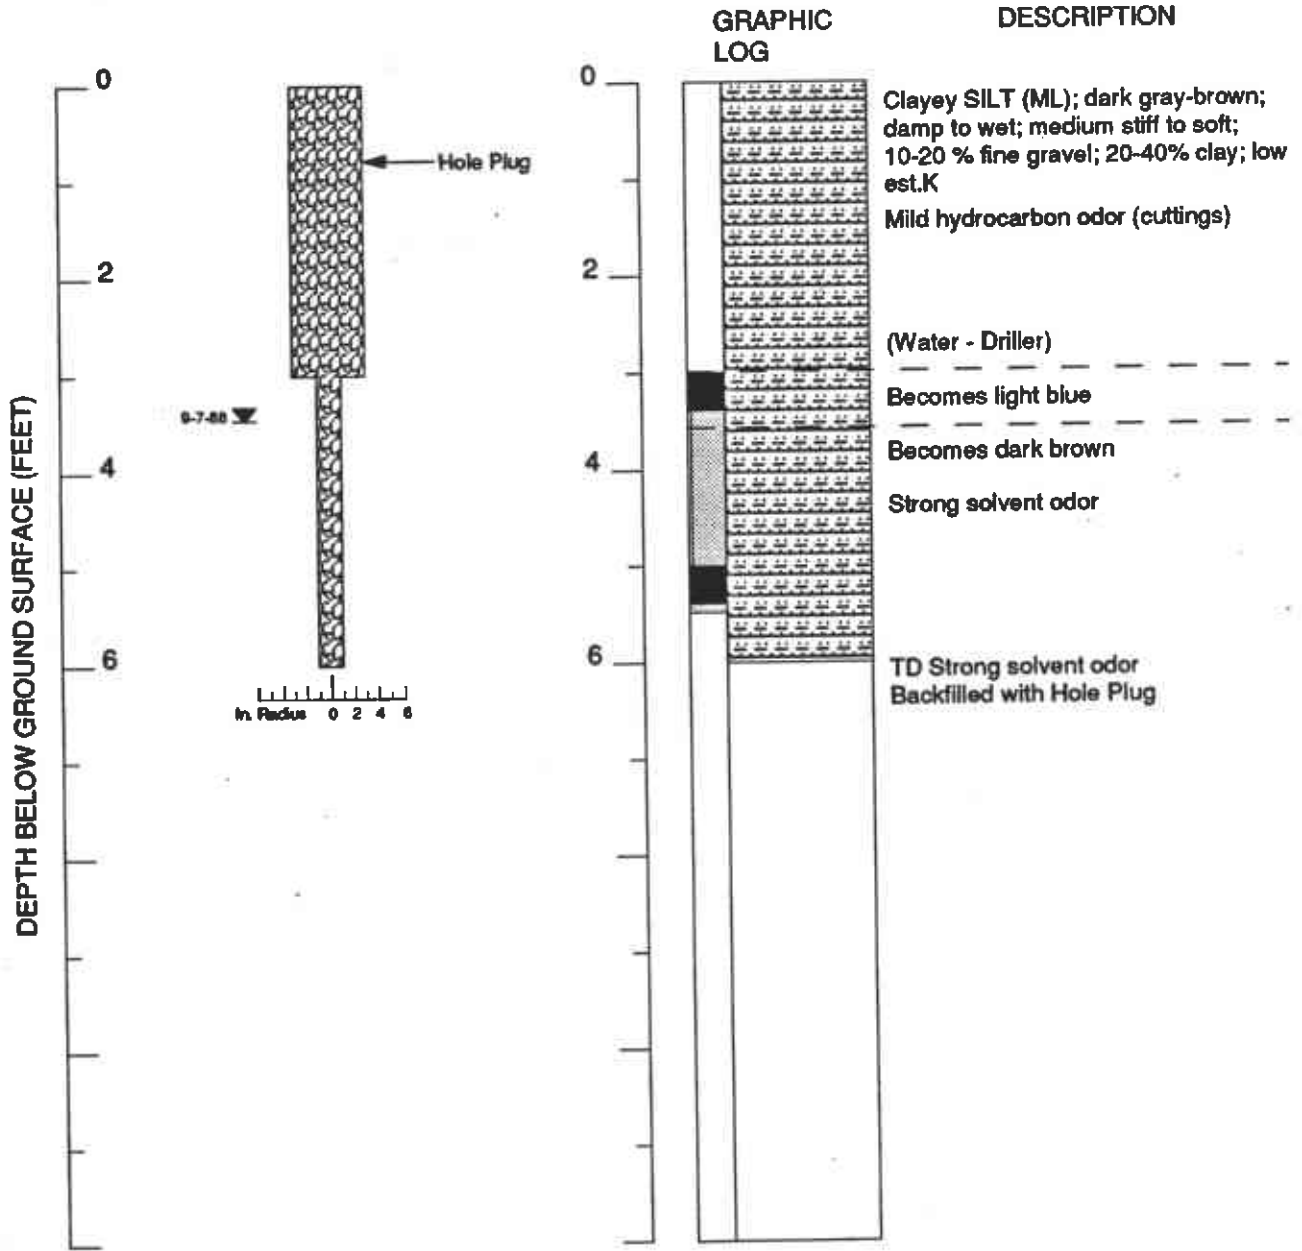 GRAPHIC
LOG
DESCRIPTION
0
2
4
6
DEPTH BELOW GROUND SURFACE (FEET)
Hole Plug
9-7-88
In. Radius 0 2 4 6
0
2
4
6
Clayey SILT (ML); dark gray-brown;
damp to wet; medium stiff to soft;
10-20 % fine gravel; 20-40% clay; low
est.K
Mild hydrocarbon odor (cuttings)
(Water - Driller)
Becomes light blue
Becomes dark brown
Strong solvent odor
TD Strong solvent odor
Backfilled with Hole Plug